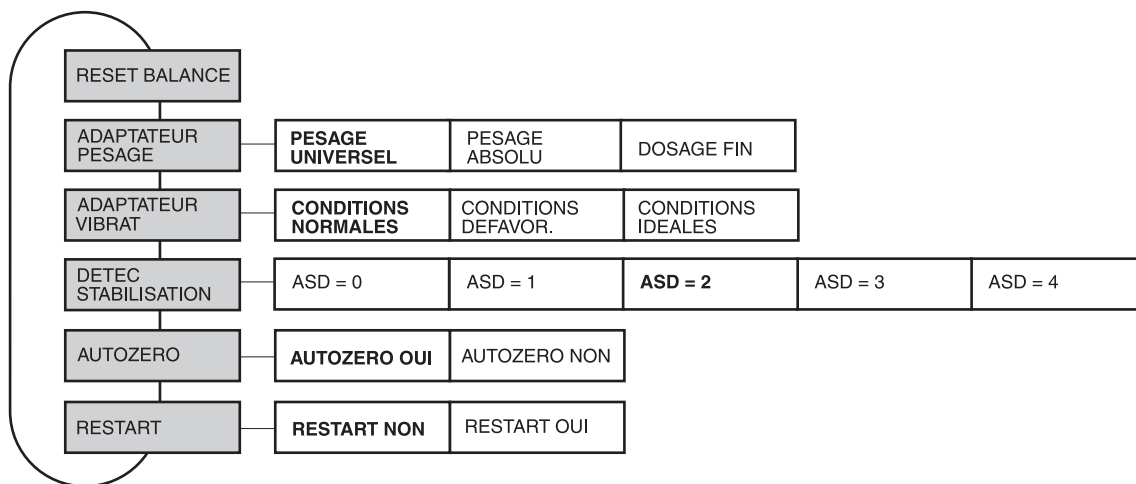 RESET BALANCE
ADAPTATEUR
PESAGE
PESAGE
UNIVERSEL
PESAGE
ABSOLU
DOSAGE FIN
ADAPTATEUR
VIBRAT
CONDITIONS
NORMALES
CONDITIONS
DEFAVOR.
CONDITIONS
IDEALES
DETEC
STABILISATION
ASD = 0
ASD = 1
ASD = 2
ASD = 3
ASD = 4
AUTOZERO
AUTOZERO OUI
AUTOZERO NON
RESTART
RESTART NON
RESTART OUI